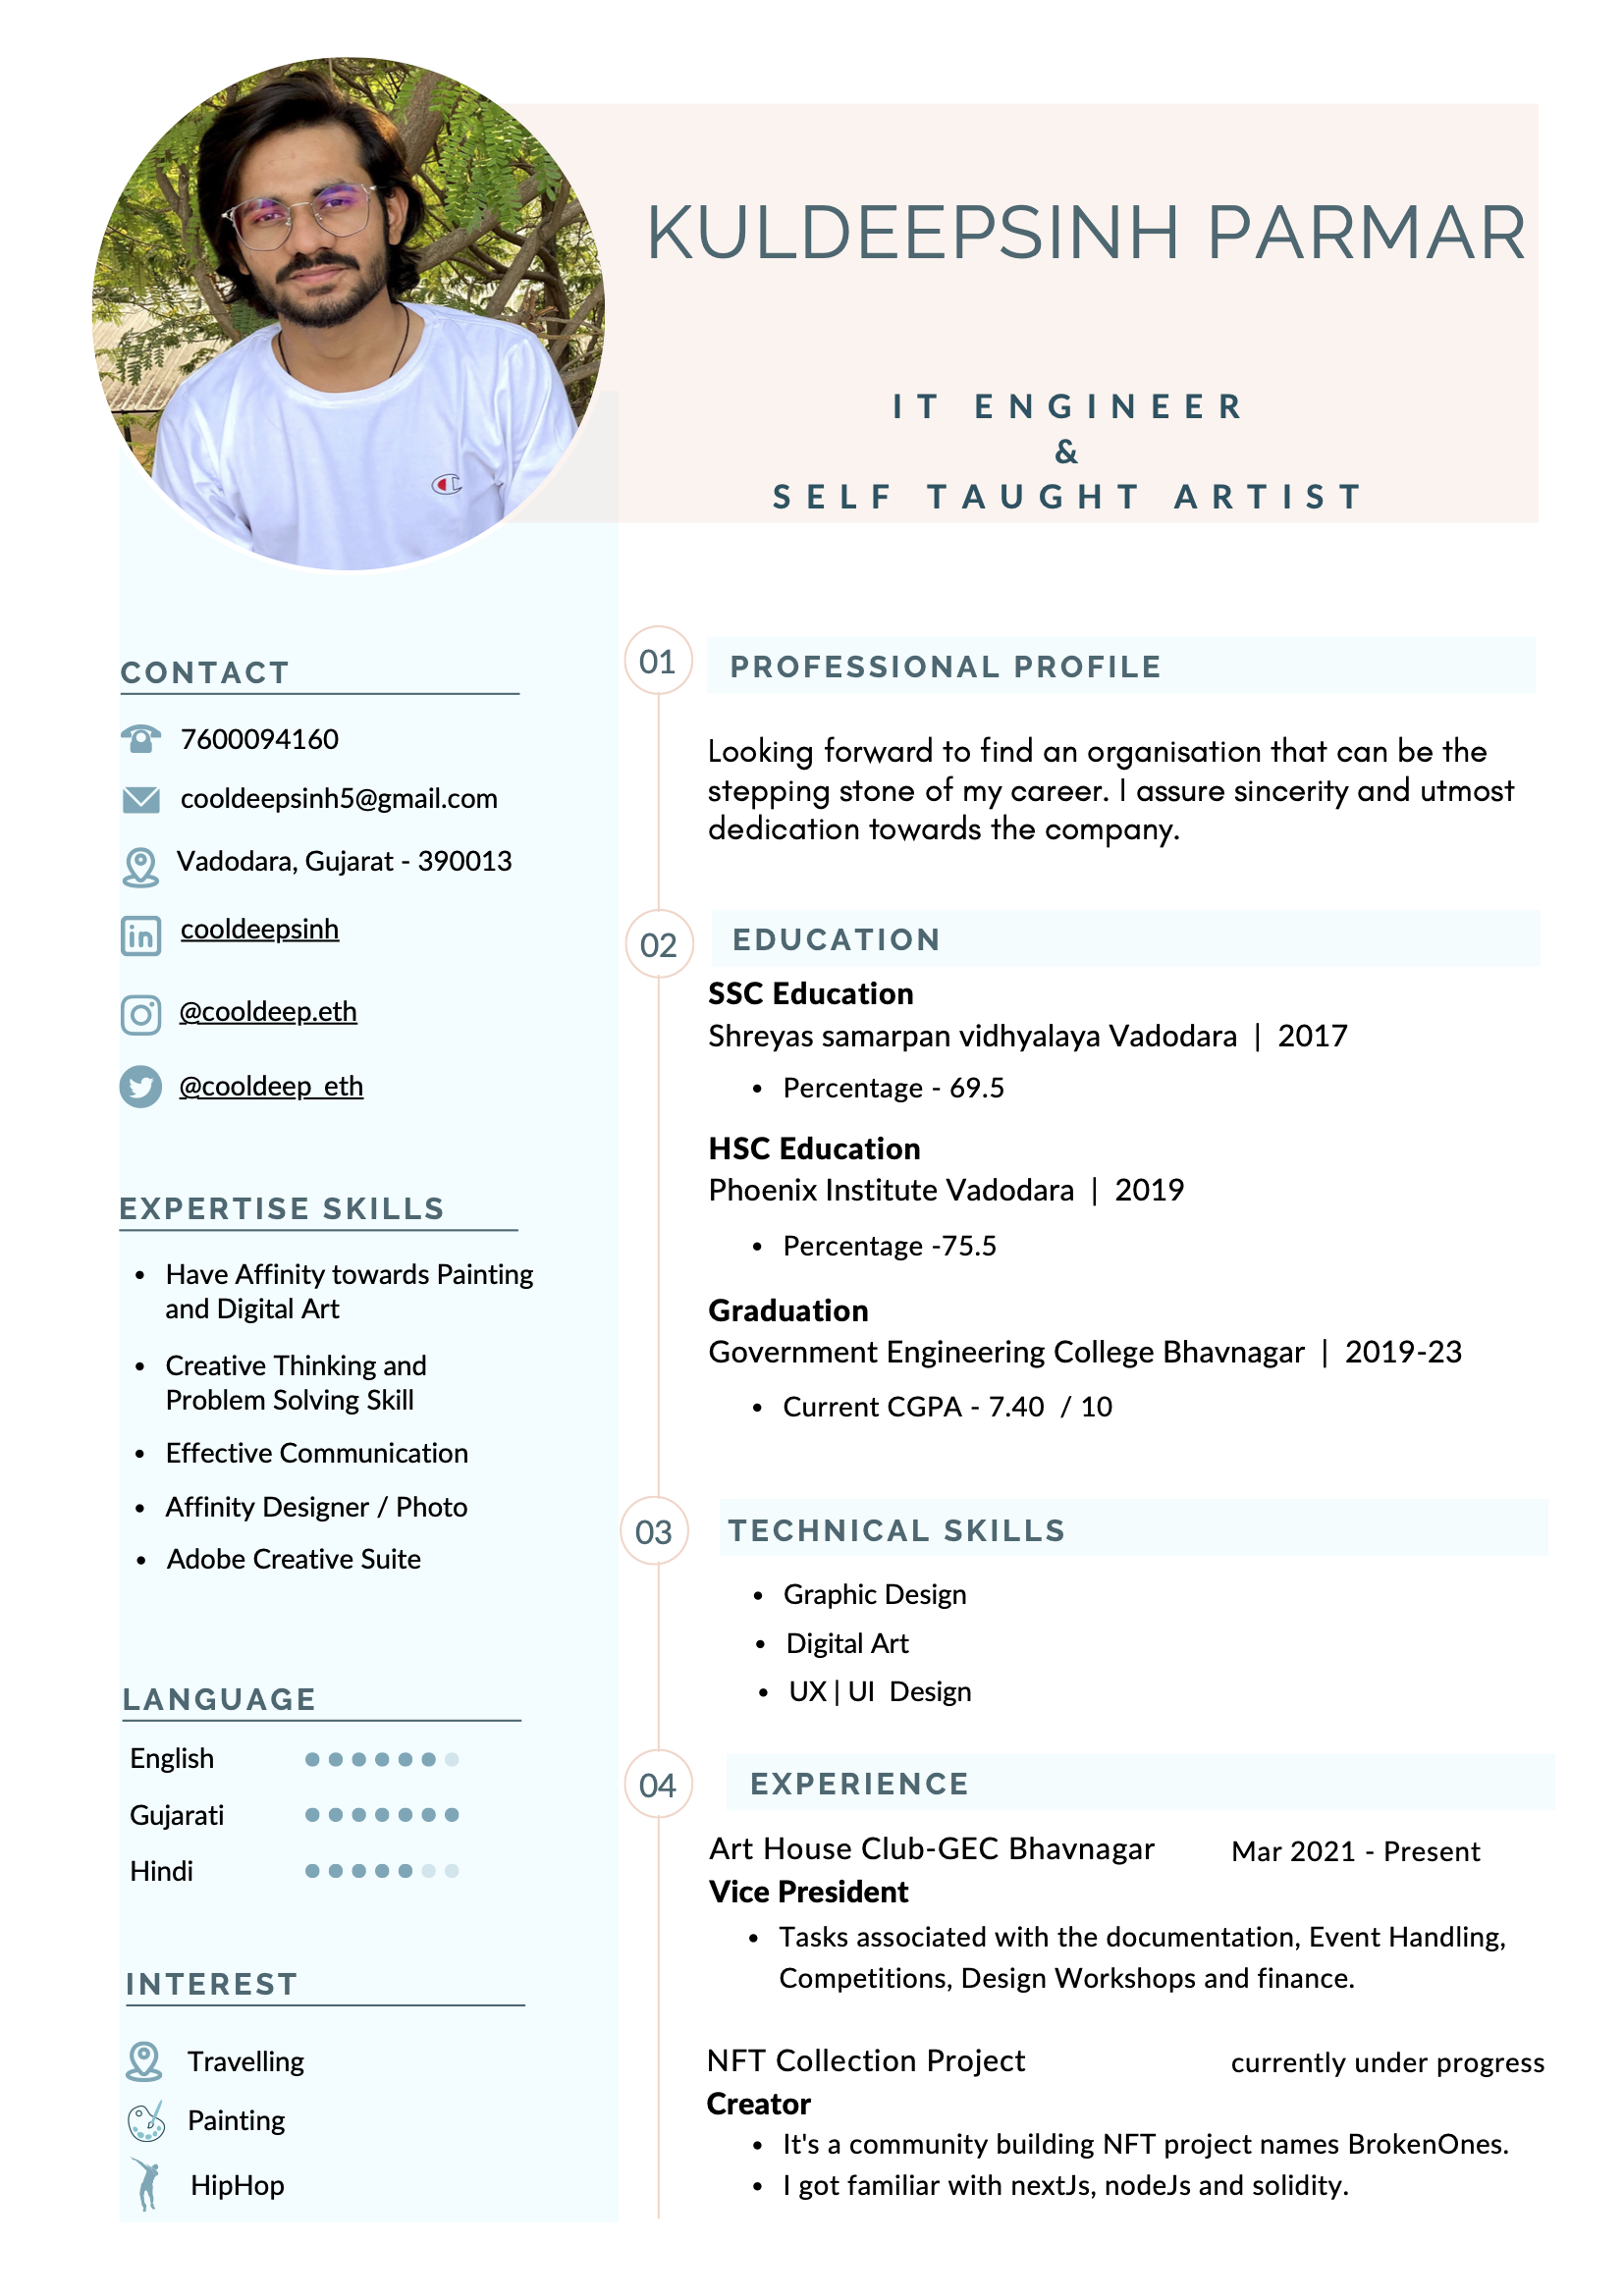 KULDEEPSINH PARMAR
IT ENGINEER
&
SELF TAUGHT ARTIST
CONTACT
7600094160
cooldeepsinh5@gmail.com
Vadodara, Gujarat - 390013
cooldeepsinh
@cooldeep.eth
@cooldeep_eth
EXPERTISE SKILLS
• Have Affinity towards Painting
and Digital Art
• Creative Thinking and
Problem Solving Skill
• Effective Communication
• Affinity Designer / Photo
• Adobe Creative Suite
LANGUAGE
English
Gujarati
Hindi
INTEREST
Travelling
Painting
HipHop
01 PROFESSIONAL PROFILE
Looking forward to find an organisation that can be the
stepping stone of my career. I assure sincerity and utmost
dedication towards the company.
02 EDUCATION
SSC Education
Shreyas samarpan vidhyalaya Vadodara | 2017
• Percentage - 69.5
HSC Education
Phoenix Institute Vadodara | 2019
• Percentage -75.5
Graduation
Government Engineering College Bhavnagar | 2019-23
• Current CGPA - 7.40 / 10
03 TECHNICAL SKILLS
• Graphic Design
• Digital Art
• UX | UI Design
04 EXPERIENCE
Art House Club-GEC Bhavnagar Mar 2021 - Present
Vice President
• Tasks associated with the documentation, Event Handling,
Competitions, Design Workshops and finance.
NFT Collection Project currently under progress
Creator
• It's a community building NFT project names BrokenOnes.
• I got familiar with nextJs, nodeJs and solidity.